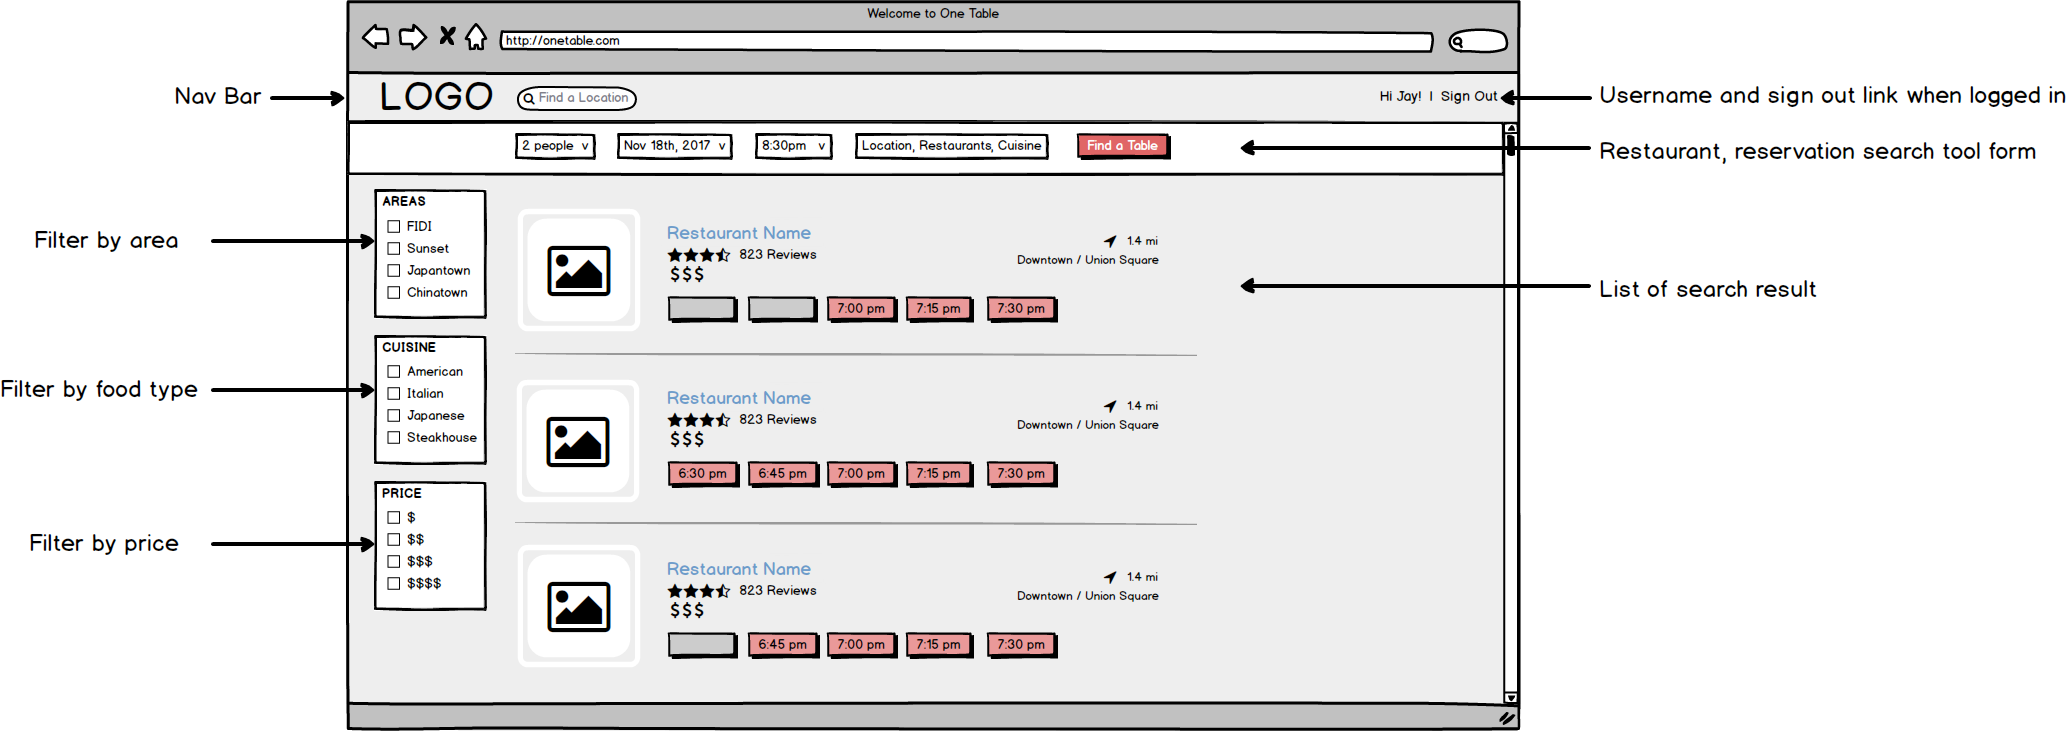 Welcome to One Table
http://onetable.com
Nav Bar
LOGO
Find a Location
Hi Jay! | Sign Out
Username and sign out link when logged in
2 people v
Nov 18th, 2017 v
8:30pm v
Location, Restaurants, Cuisine
Find a Table
Restaurant, reservation search tool form
Filter by area
AREAS
FIDI
Sunset
Japantown
Chinatown
Filter by food type
CUISINE
American
Italian
Japanese
Steakhouse
Filter by price
PRICE
$
$$
$$$
$$$$
Restaurant Name
823 Reviews
$$$
1.4 mi
Downtown / Union Square
7:00 pm
7:15 pm
7:30 pm
List of search result
Restaurant Name
823 Reviews
$$$
1.4 mi
Downtown / Union Square
6:30 pm
6:45 pm
7:00 pm
7:15 pm
7:30 pm
Restaurant Name
823 Reviews
$$$
1.4 mi
Downtown / Union Square
6:45 pm
7:00 pm
7:15 pm
7:30 pm